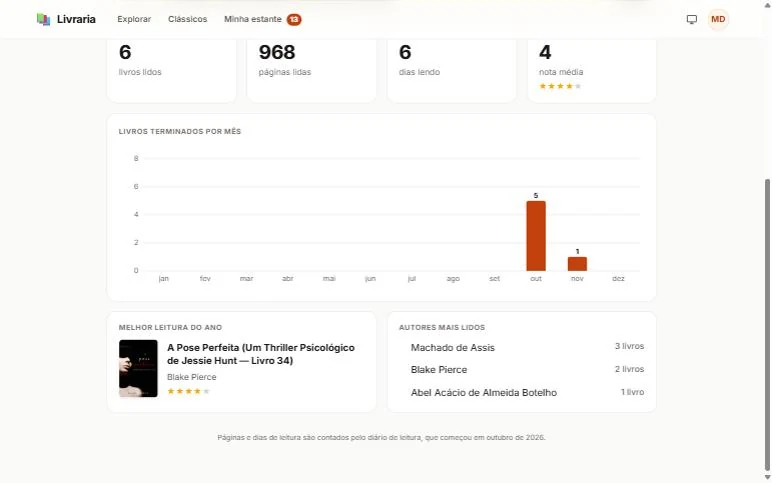 Livraria
Explorar
Clássicos
Minha estante 13
MD
6
livros lidos
968
páginas lidas
6
dias lendo
4
nota média
★★★★★
LIVROS TERMINADOS POR MÊS
8
6
4
2
0
5
1
jan fev mar abr mai jun jul ago set out nov dez
MELHOR LEITURA DO ANO
A Pose Perfeita (Um Thriller Psicológico
de Jessie Hunt — Livro 34)
Blake Pierce
★★★★★
AUTORES MAIS LIDOS
Machado de Assis 3 livros
Blake Pierce 2 livros
Abel Acácio de Almeida Botelho 1 livro
Páginas e dias de leitura são contados pelo diário de leitura, que começou em outubro de 2026.